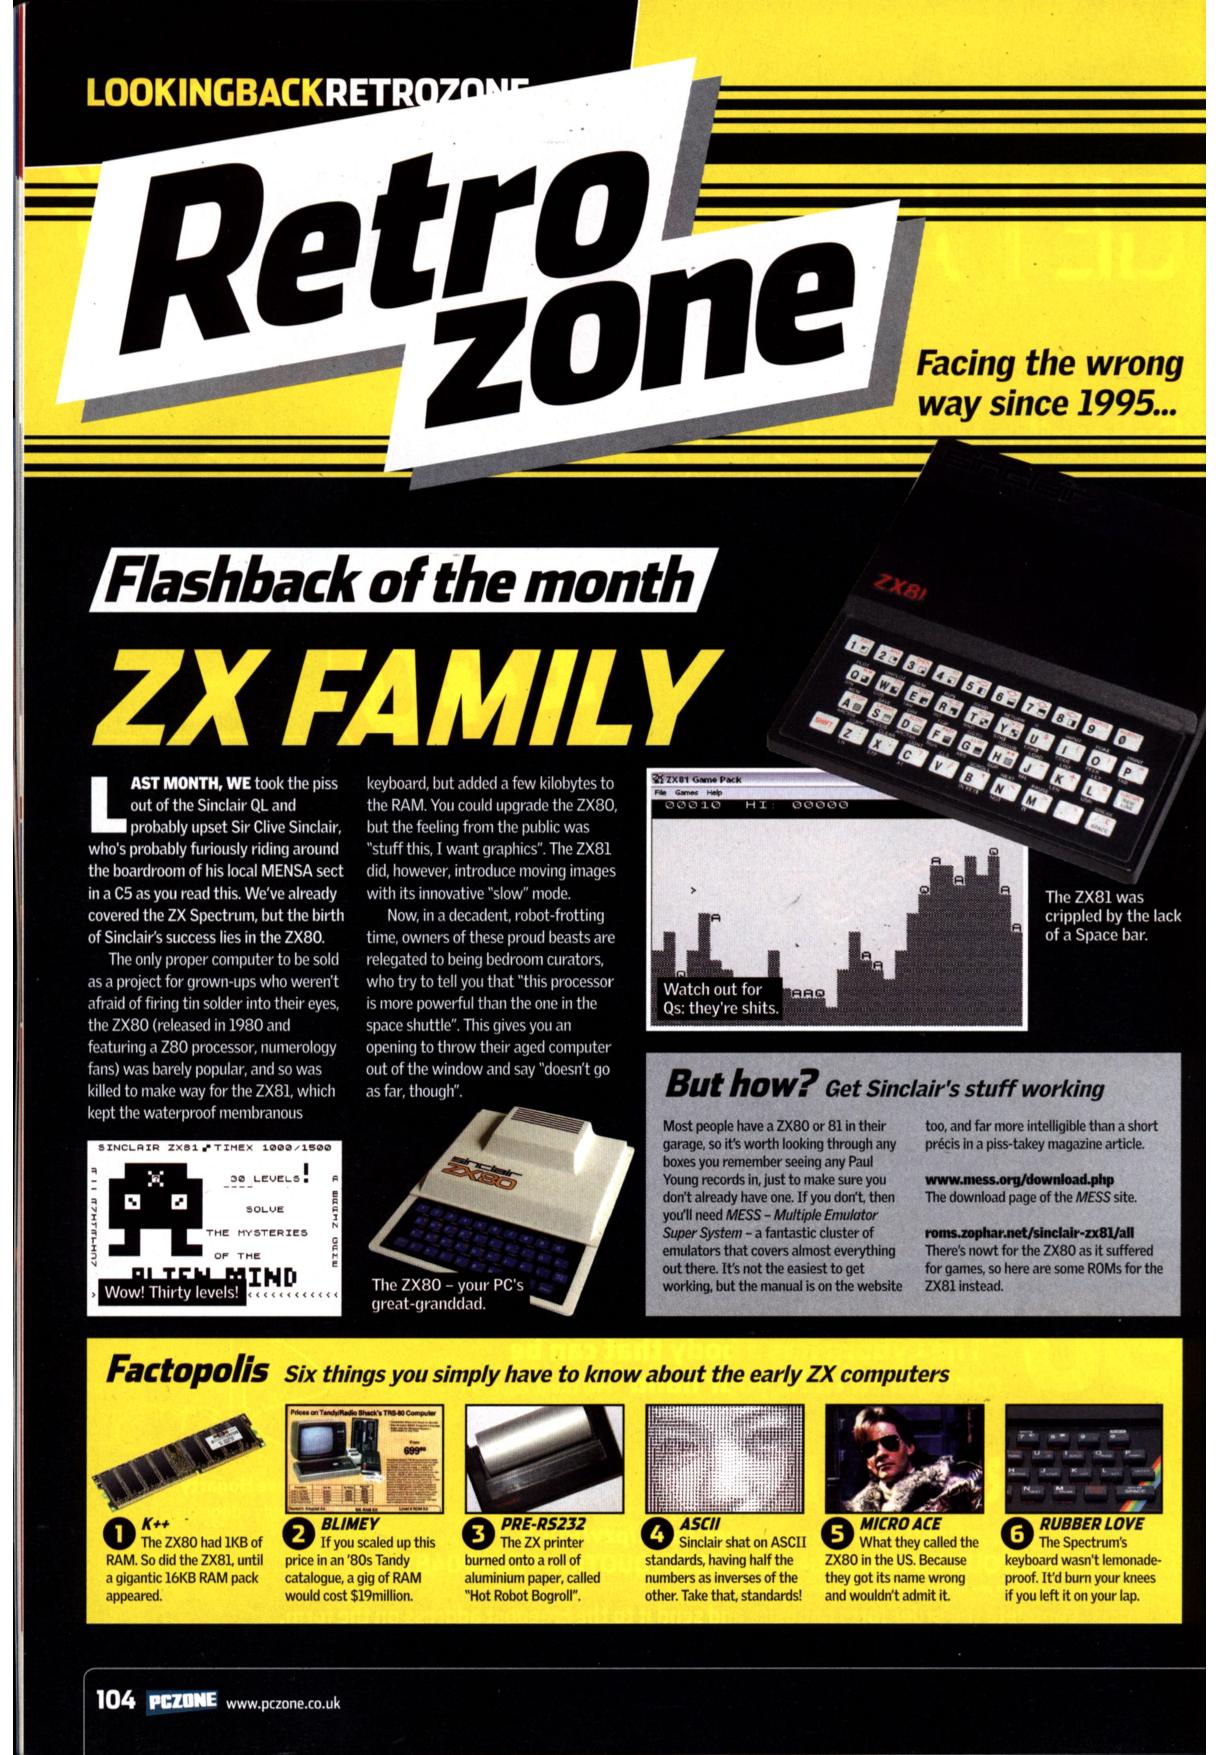 LOOKINGBACKRETROZONE
Retro
zone
Facing the wrong
way since 1995...
Flashback of the month
ZX FAMILY
LAST MONTH, WE took the piss
out of the Sinclair QL and
probably upset Sir Clive Sinclair,
who's probably furiously riding around
the boardroom of his local MENSA sect
in a C5 as you read this. We've already
covered the ZX Spectrum, but the birth
of Sinclair's success lies in the ZX80.
The only proper computer to be sold
as a project for grown-ups who weren't
afraid of firing tin solder into their eyes,
the ZX80 (released in 1980 and
featuring a Z80 processor, numerology
fans) was barely popular, and so was
killed to make way for the ZX81, which
kept the waterproof membranous
keyboard, but added a few kilobytes to
the RAM. You could upgrade the ZX80,
but the feeling from the public was
"stuff this, I want graphics". The ZX81
did, however, introduce moving images
with its innovative "slow" mode.
Now, in a decadent, robot-frotting
time, owners of these proud beasts are
relegated to being bedroom curators,
who try to tell you that "this processor
is more powerful than the one in the
space shuttle". This gives you an
opening to throw their aged computer
out of the window and say "doesn't go
as far, though".
ZX81
ZX81 Game Pack
File Games Help
00010 HI: 00000
Watch out for
Qs: they're shits.
The ZX81 was
crippled by the lack
of a Space bar.
SINCLAIR ZX81 TIMEX 1000/1500
30 LEVELS!
SOLVE
THE MYSTERIES
OF THE
ALIEN MIND
A BRAIN GAME
Wow! Thirty levels!
sinclair
ZX80
The ZX80 – your PC's
great-granddad.
But how? Get Sinclair's stuff working
Most people have a ZX80 or 81 in their
garage, so it's worth looking through any
boxes you remember seeing any Paul
Young records in, just to make sure you
don't already have one. If you don't, then
you'll need MESS – Multiple Emulator
Super System – a fantastic cluster of
emulators that covers almost everything
out there. It's not the easiest to get
working, but the manual is on the website
too, and far more intelligible than a short
précis in a piss-takey magazine article.
www.mess.org/download.php
The download page of the MESS site.
roms.zophar.net/sinclair-zx81/all
There's nowt for the ZX80 as it suffered
for games, so here are some ROMs for the
ZX81 instead.
Factopolis Six things you simply have to know about the early ZX computers
Prices on Tandy/Radio Shack's TRS-80 Computer
699
1 K++
The ZX80 had 1KB of
RAM. So did the ZX81, until
a gigantic 16KB RAM pack
appeared.
2 BLIMEY
If you scaled up this
price in an '80s Tandy
catalogue, a gig of RAM
would cost $19million.
3 PRE-RS232
The ZX printer
burned onto a roll of
aluminium paper, called
"Hot Robot Bogroll".
4 ASCII
Sinclair shat on ASCII
standards, having half the
numbers as inverses of the
other. Take that, standards!
5 MICRO ACE
What they called the
ZX80 in the US. Because
they got its name wrong
and wouldn't admit it.
6 RUBBER LOVE
The Spectrum's
keyboard wasn't lemonade-
proof. It'd burn your knees
if you left it on your lap.
104 PCZONE www.pczone.co.uk